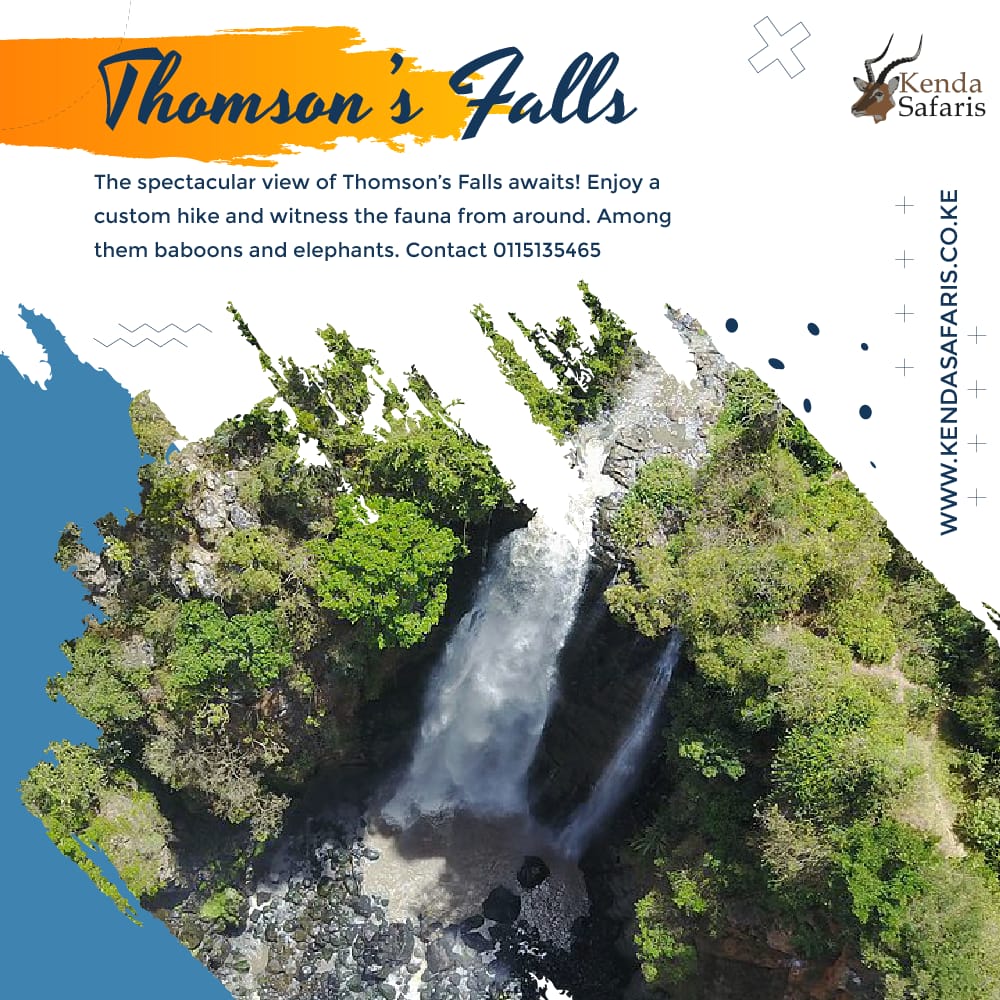 Thomson's Falls
Kenda
Safaris
The spectacular view of Thomson's Falls awaits! Enjoy a
custom hike and witness the fauna from around. Among
them baboons and elephants. Contact 0115135465
WWW.KENDASAFARIS.CO.KE